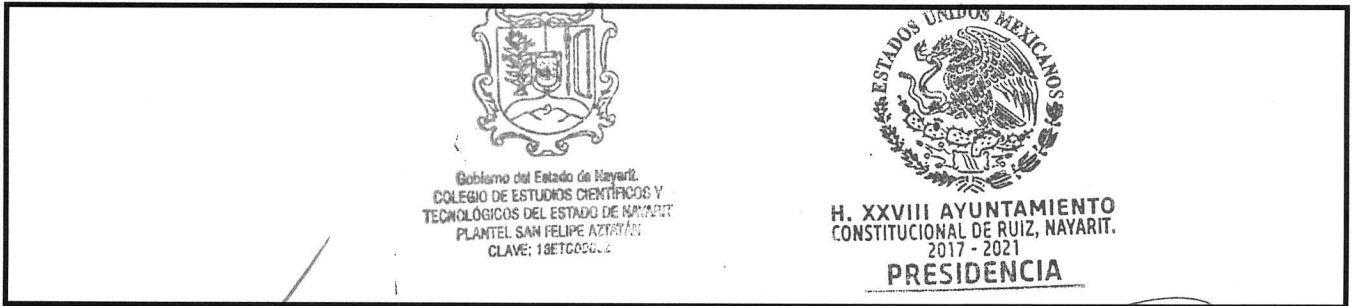 Gobierno del Estado de Nayarit.
COLEGIO DE ESTUDIOS CIENTÍFICOS Y
TECNOLÓGICOS DEL ESTADO DE NAYARIT
PLANTEL SAN FELIPE AZTATÁN
CLAVE:
ESTADOS UNIDOS MEXICANOS
H. XXVIII AYUNTAMIENTO
CONSTITUCIONAL DE RUIZ, NAYARIT.
2017 - 2021
PRESIDENCIA